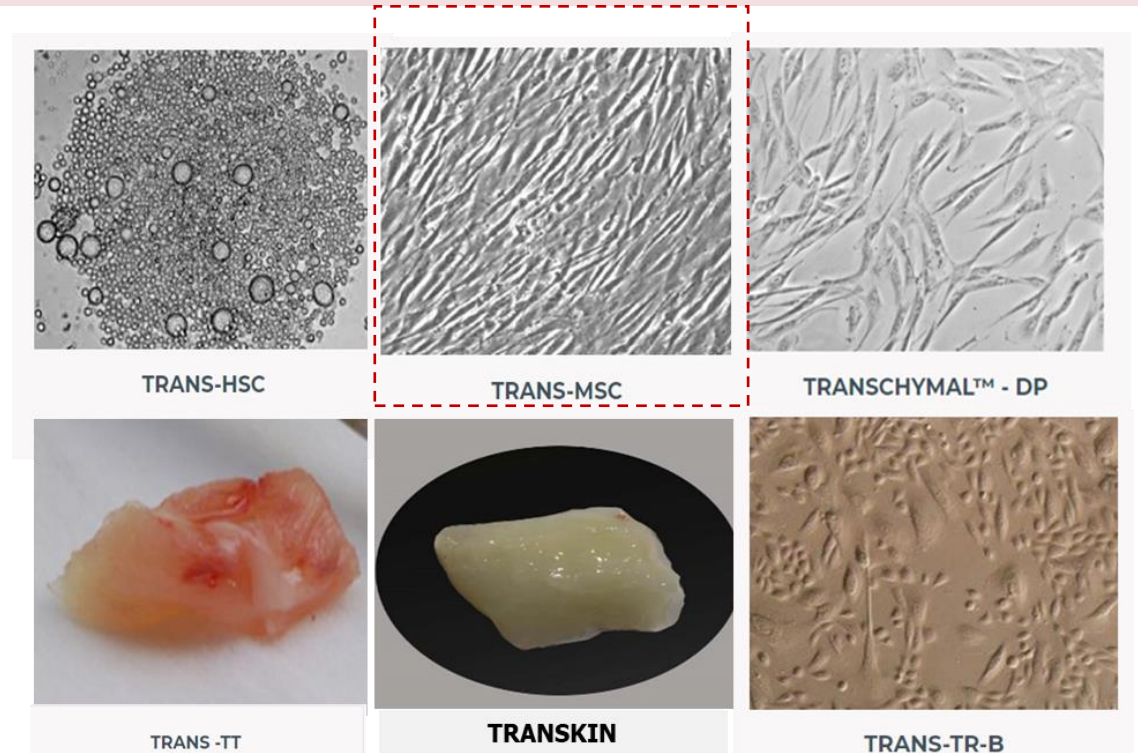 TRANS-HSC
TRANS-MSC
TRANSCHYMAL™ - DP
TRANS -TT
TRANSKIN
TRANS-TR-B